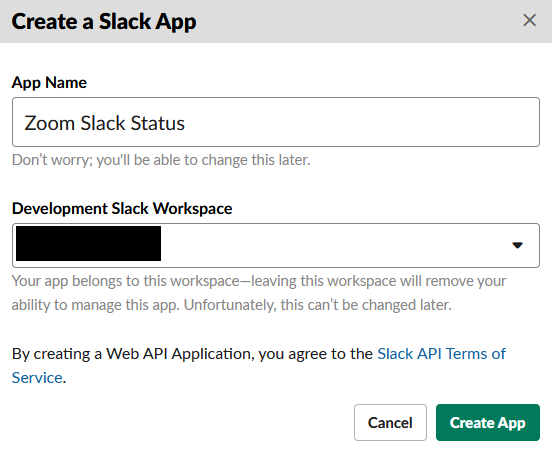 Create a Slack App
App Name
Zoom Slack Status
Don’t worry; you'll be able to change this later.
Development Slack Workspace
Your app belongs to this workspace—leaving this workspace will remove your
ability to manage this app. Unfortunately, this can’t be changed later.
By creating a Web API Application, you agree to the Slack API Terms of
Service.
Cancel
Create App